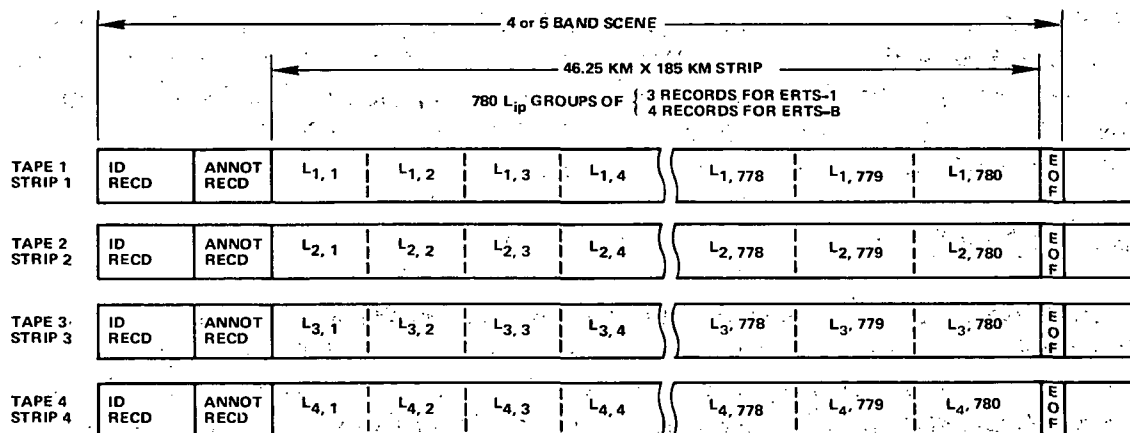 4 or 5 BAND SCENE
46.25 KM X 185 KM STRIP
780 Lip GROUPS OF { 3 RECORDS FOR ERTS-1
4 RECORDS FOR ERTS-B
TAPE 1 STRIP 1 ID RECD ANNOT RECD L1, 1 L1, 2 L1, 3 L1, 4 L1, 778 L1, 779 L1, 780 EOF
TAPE 2 STRIP 2 ID RECD ANNOT RECD L2, 1 L2, 2 L2, 3 L2, 4 L2, 778 L2, 779 L2, 780 EOF
TAPE 3 STRIP 3 ID RECD ANNOT RECD L3, 1 L3, 2 L3, 3 L3, 4 L3, 778 L3, 779 L3, 780 EOF
TAPE 4 STRIP 4 ID RECD ANNOT RECD L4, 1 L4, 2 L4, 3 L4, 4 L4, 778 L4, 779 L4, 780 EOF